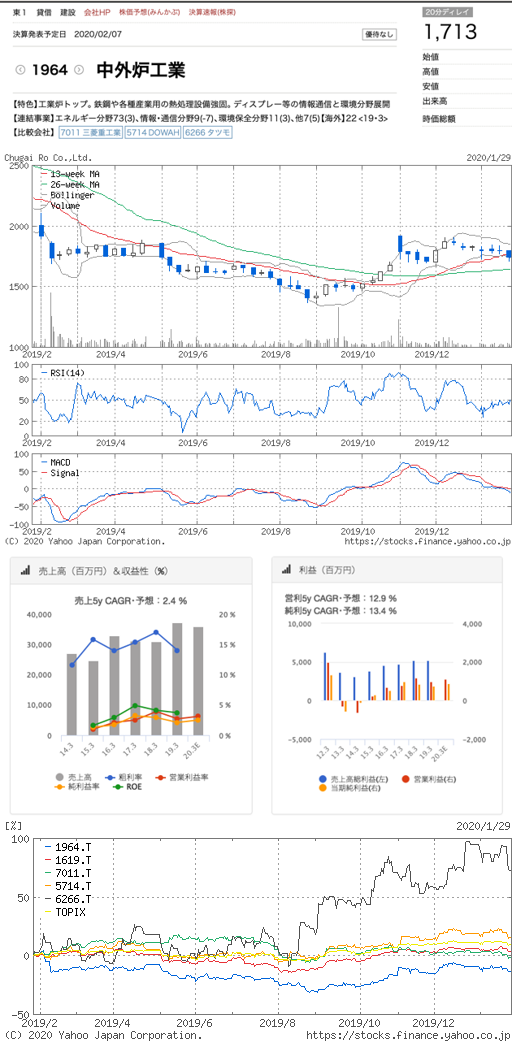 東1 貸借 建設 会社HP 株価予想(みんかぶ) 決算速報(株探)
20分ディレイ
決算発表予定日 2020/02/07
優待なし
1,713
1964
中外炉工業
始値
高値
安値
出来高
時価総額
【特色】工業炉トップ。鉄鋼や各種産業用の熱処理設備強固。ディスプレー等の情報通信と環境分野展開
【連結事業】エネルギー分野73(3)、情報・通信分野9(-7)、環境保全分野11(3)、他7(5)【海外】22 <19・3>
【比較会社】 7011 三菱重工業 5714 DOWAH 6266 タツモ
Chugai Ro Co.,Ltd.
2020/1/29
2500
13-week MA
26-week MA
Bollinger
Volume
2000
1500
1000
2019/2 2019/4 2019/6 2019/8 2019/10 2019/12
100
RSI(14)
50
0
2019/2 2019/4 2019/6 2019/8 2019/10 2019/12
100
MACD
Signal
50
0
-50
-100
2019/2 2019/4 2019/6 2019/8 2019/10 2019/12
(C) 2020 Yahoo Japan Corporation.
https://stocks.finance.yahoo.co.jp
売上高（百万円）＆収益性（%）
売上5y CAGR・予想：2.4 %
40,000
30,000
20,000
10,000
0
20 %
15 %
10 %
5 %
0 %
14.3 15.3 16.3 17.3 18.3 19.3 20.3E
売上高 粗利率 営業利益率
純利益率 ROE
利益（百万円）
営利5y CAGR・予想：12.9 %
純利5y CAGR・予想：13.4 %
10,000
5,000
0
-5,000
4,000
2,000
0
-2,000
12.3 13.3 14.3 15.3 16.3 17.3 18.3 19.3 20.3E
売上高総利益(左) 営業利益(右)
当期純利益(右)
[%]
2020/1/29
100
1964.T
1619.T
7011.T
5714.T
6266.T
TOPIX
50
0
-50
2019/2 2019/4 2019/6 2019/8 2019/10 2019/12
(C) 2020 Yahoo Japan Corporation.
https://stocks.finance.yahoo.co.jp